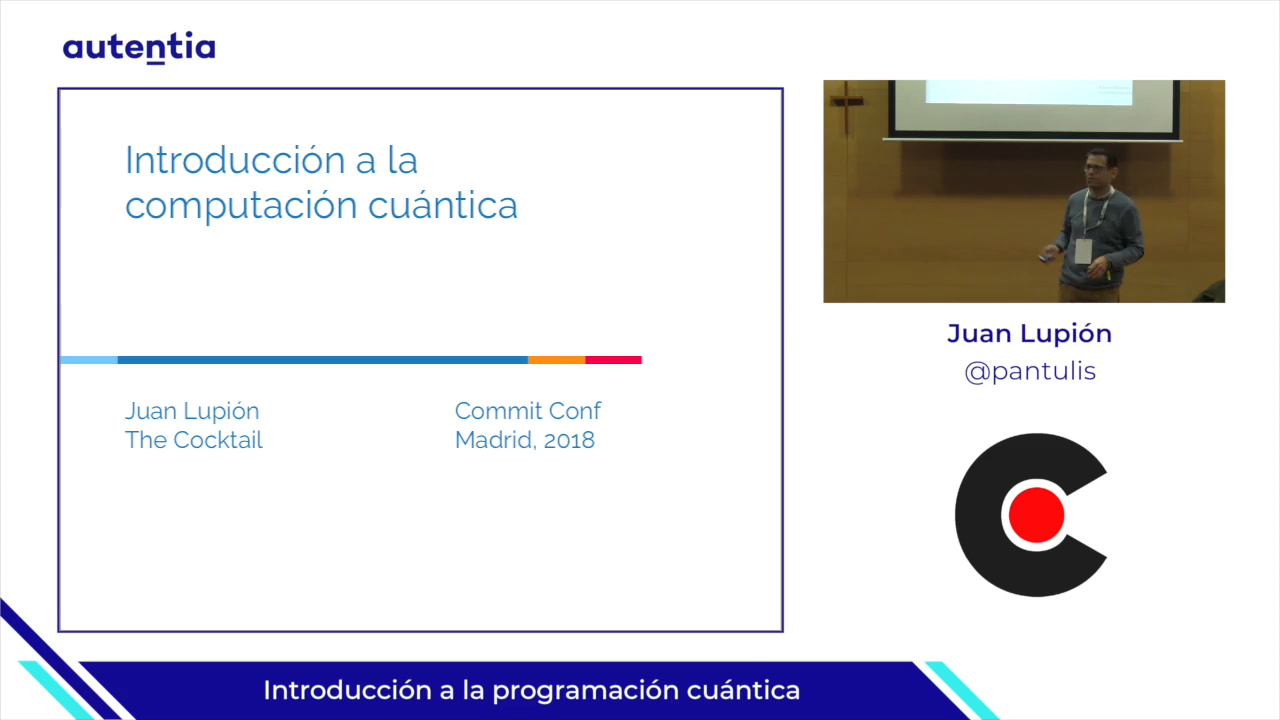 autentia
Introducción a la
computación cuántica
Juan Lupión
The Cocktail
Commit Conf
Madrid, 2018
Juan Lupión
@pantulis
Introducción a la programación cuántica